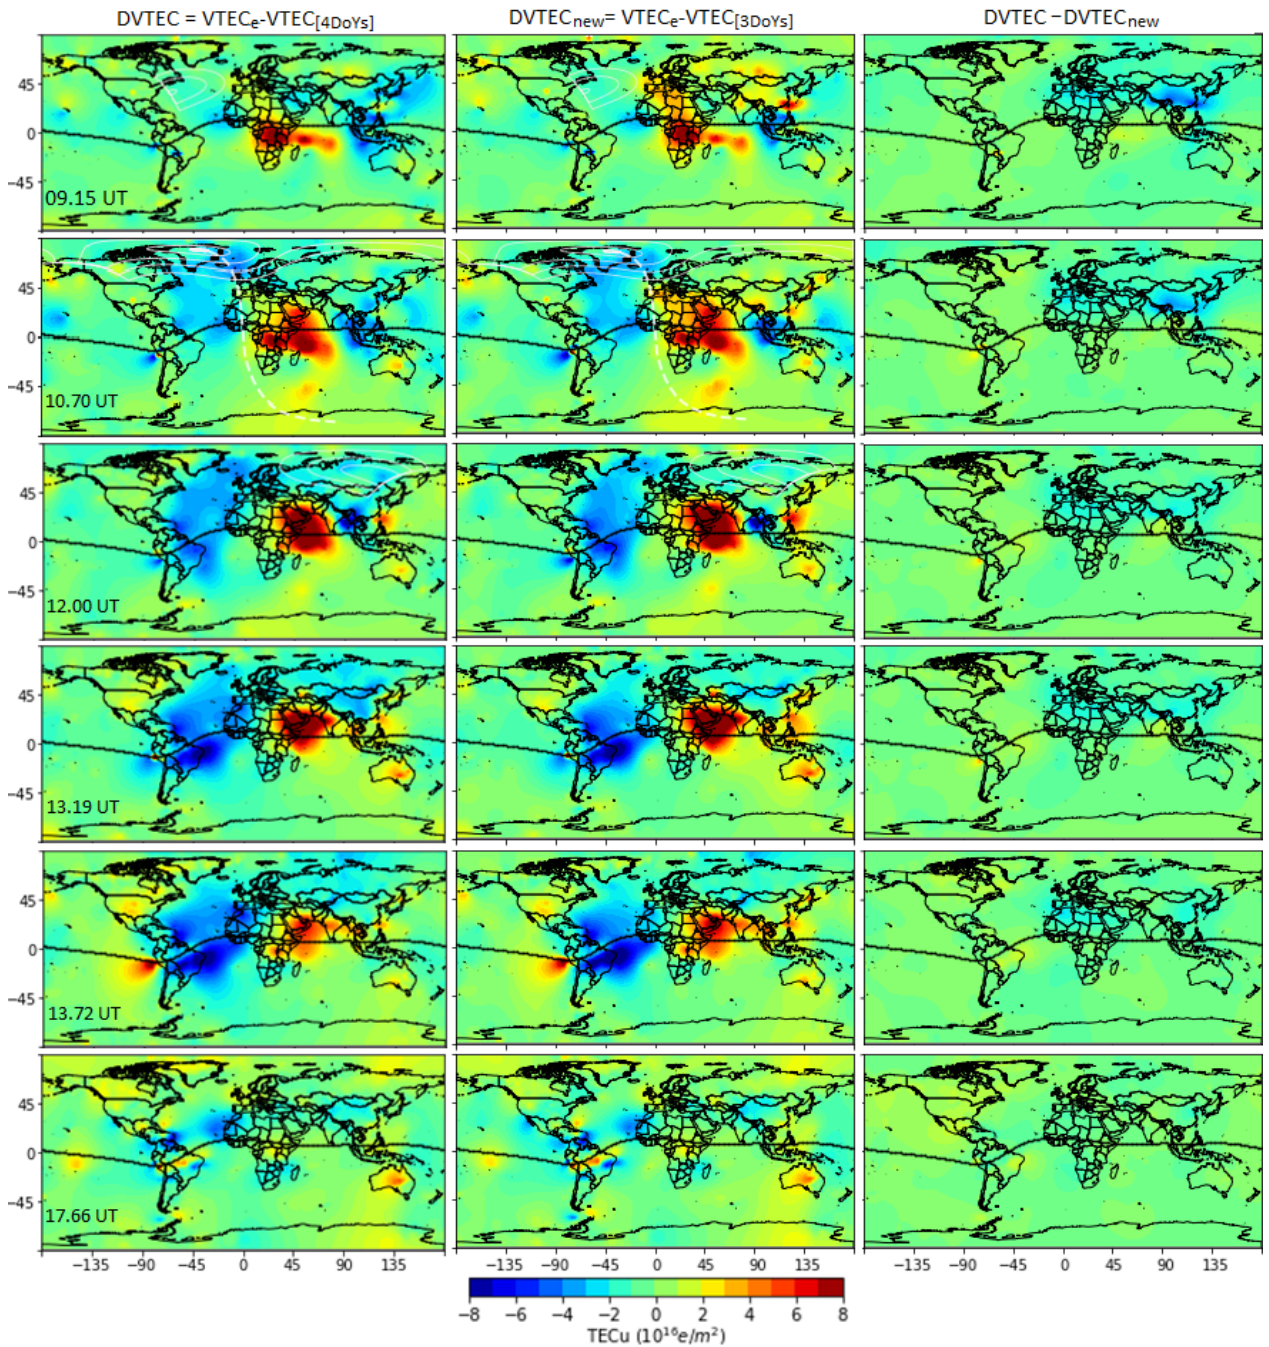 DVTEC = VTECe-VTEC[4DoYs]
DVTECnew= VTECe-VTEC[3DoYs]
DVTEC −DVTECnew
45
0
−45
09.15 UT
45
0
−45
10.70 UT
45
0
−45
12.00 UT
45
0
−45
13.19 UT
45
0
−45
13.72 UT
45
0
−45
17.66 UT
−135 −90 −45 0 45 90 135
−135 −90 −45 0 45 90 135
−135 −90 −45 0 45 90 135
−8 −6 −4 −2 0 2 4 6 8
TECu (10¹⁶e/m²)